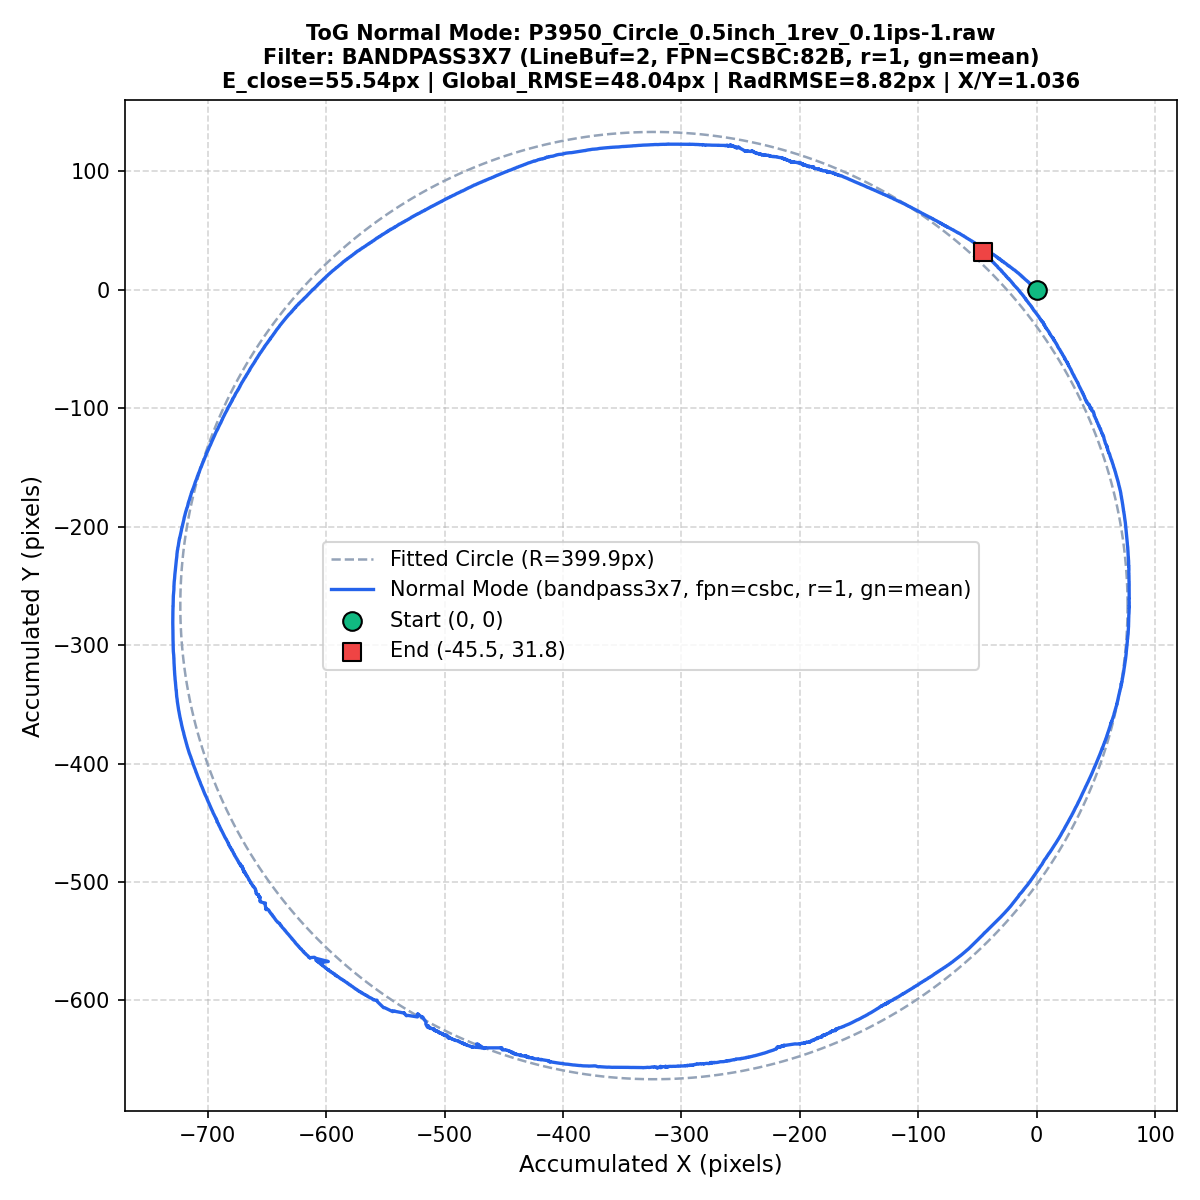 ToG Normal Mode: P3950_Circle_0.5inch_1rev_0.1ips-1.raw
Filter: BANDPASS3X7 (LineBuf=2, FPN=CSBC:82B, r=1, gn=mean)
E_close=55.54px | Global_RMSE=48.04px | RadRMSE=8.82px | X/Y=1.036
Accumulated Y (pixels)
100
0
−100
−200
−300
−400
−500
−600
Fitted Circle (R=399.9px)
Normal Mode (bandpass3x7, fpn=csbc, r=1, gn=mean)
Start (0, 0)
End (-45.5, 31.8)
−700 −600 −500 −400 −300 −200 −100 0 100
Accumulated X (pixels)